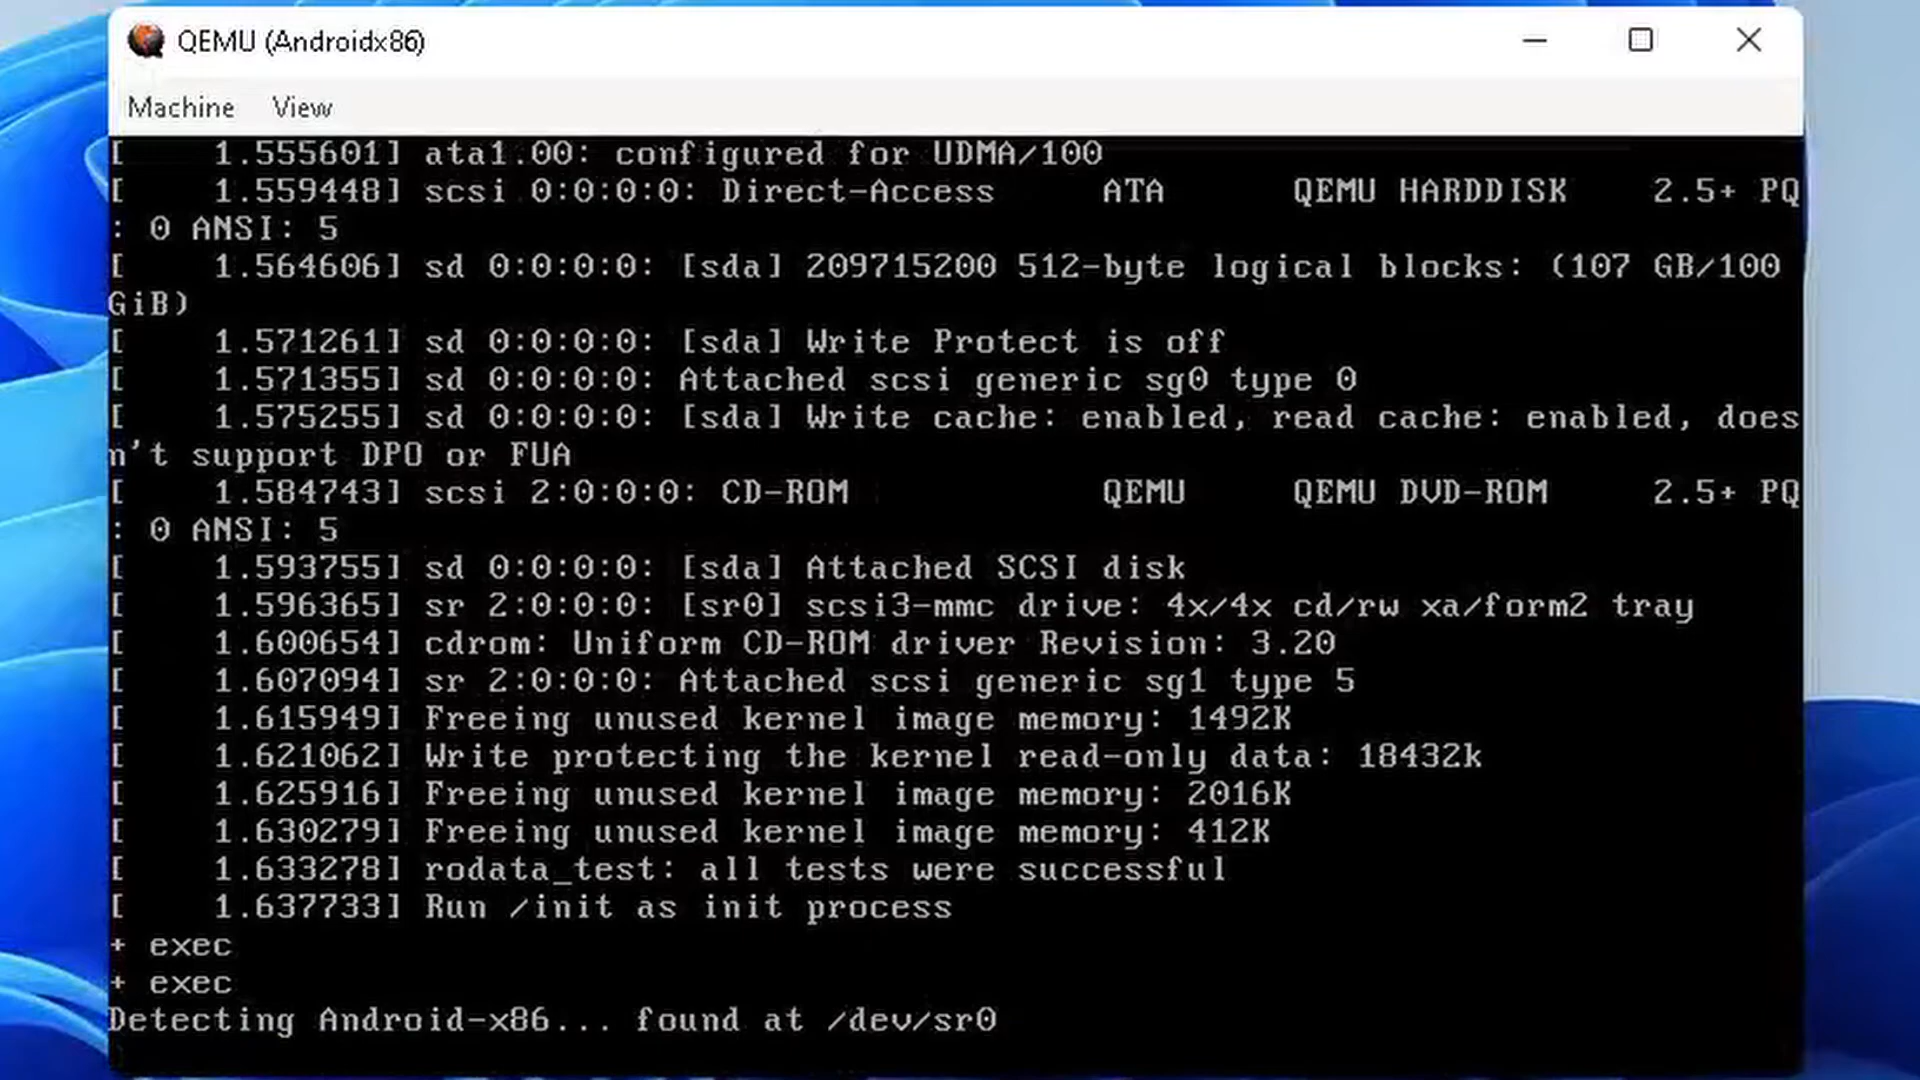 QEMU (Androidx86)
Machine View
[    1.555601] ata1.00: configured for UDMA/100
[    1.559448] scsi 0:0:0:0: Direct-Access     ATA      QEMU HARDDISK    2.5+ PQ
: 0 ANSI: 5
[    1.564606] sd 0:0:0:0: [sda] 209715200 512-byte logical blocks: (107 GB/100
GiB)
[    1.571261] sd 0:0:0:0: [sda] Write Protect is off
[    1.571355] sd 0:0:0:0: Attached scsi generic sg0 type 0
[    1.575255] sd 0:0:0:0: [sda] Write cache: enabled, read cache: enabled, does
n't support DPO or FUA
[    1.584743] scsi 2:0:0:0: CD-ROM            QEMU     QEMU DVD-ROM     2.5+ PQ
: 0 ANSI: 5
[    1.593755] sd 0:0:0:0: [sda] Attached SCSI disk
[    1.596365] sr 2:0:0:0: [sr0] scsi3-mmc drive: 4x/4x cd/rw xa/form2 tray
[    1.600654] cdrom: Uniform CD-ROM driver Revision: 3.20
[    1.607094] sr 2:0:0:0: Attached scsi generic sg1 type 5
[    1.615949] Freeing unused kernel image memory: 1492K
[    1.621062] Write protecting the kernel read-only data: 18432k
[    1.625916] Freeing unused kernel image memory: 2016K
[    1.630279] Freeing unused kernel image memory: 412K
[    1.633278] rodata_test: all tests were successful
[    1.637733] Run /init as init process
+ exec
+ exec
Detecting Android-x86... found at /dev/sr0